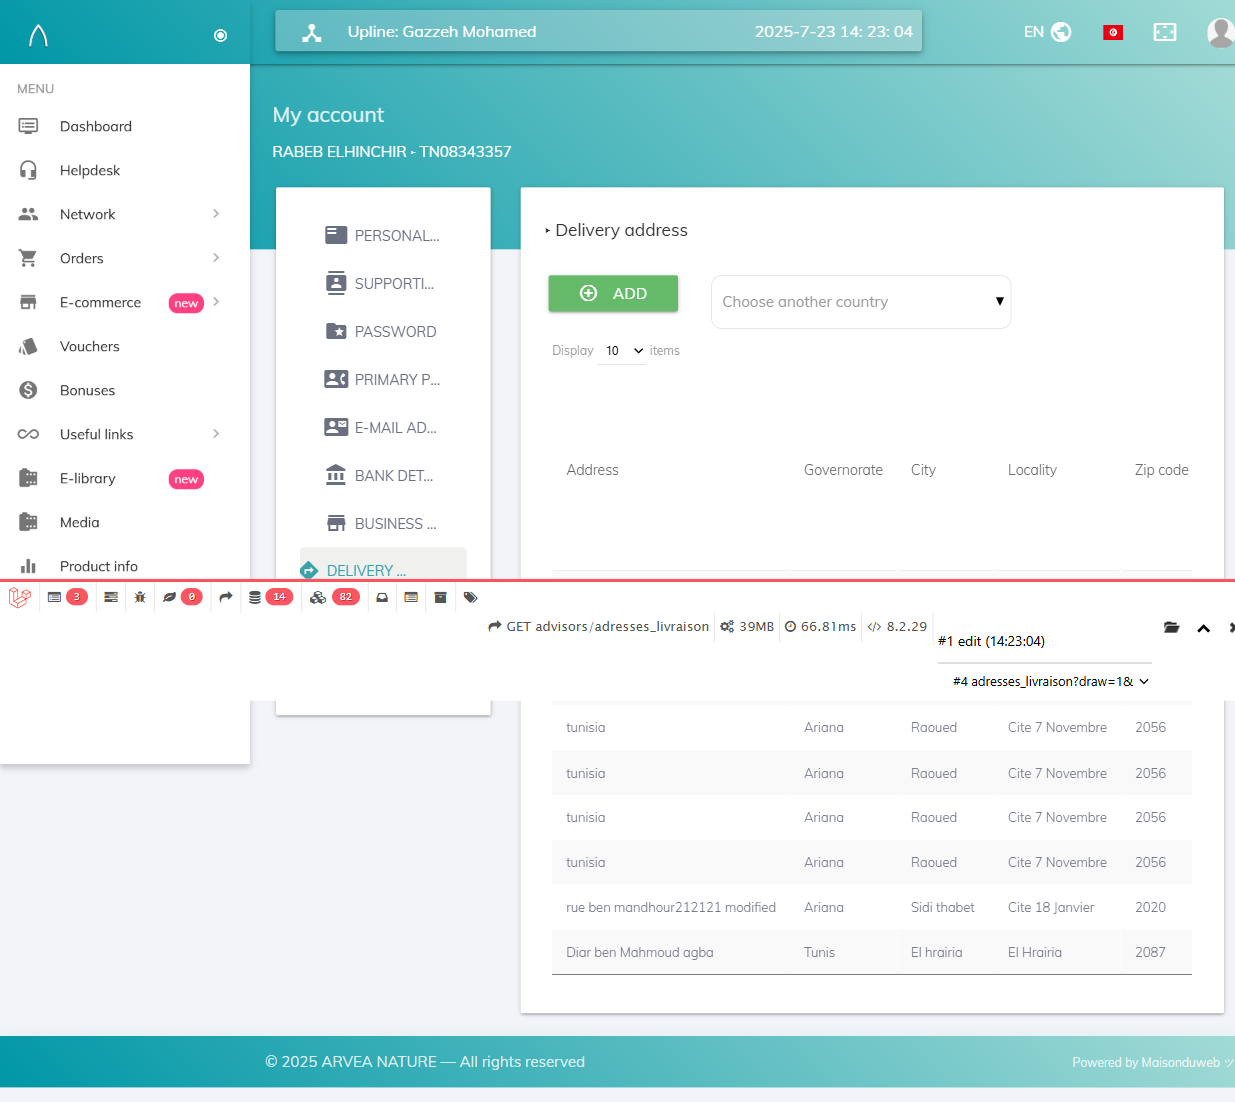 Upline: Gazzeh Mohamed
2025-7-23 14: 23: 04
EN
MENU
Dashboard
Helpdesk
Network
Orders
E-commerce new
Vouchers
Bonuses
Useful links
E-library new
Media
Product info
My account
RABEB ELHINCHIR - TN08343357
PERSONAL...
SUPPORTI...
PASSWORD
PRIMARY P...
E-MAIL AD...
BANK DET...
BUSINESS ...
DELIVERY ...
Delivery address
ADD
Choose another country
Display 10 items
Address Governorate City Locality Zip code
3 0 14 82
GET advisors/adresses_livraison 39MB 66.81ms 8.2.29
#1 edit (14:23:04)
#4 adresses_livraison?draw=1&
tunisia Ariana Raoued Cite 7 Novembre 2056
tunisia Ariana Raoued Cite 7 Novembre 2056
tunisia Ariana Raoued Cite 7 Novembre 2056
tunisia Ariana Raoued Cite 7 Novembre 2056
rue ben mandhour212121 modified Ariana Sidi thabet Cite 18 Janvier 2020
Diar ben Mahmoud agba Tunis El hrairia El Hrairia 2087
© 2025 ARVEA NATURE — All rights reserved
Powered by Maisonduweb ツ